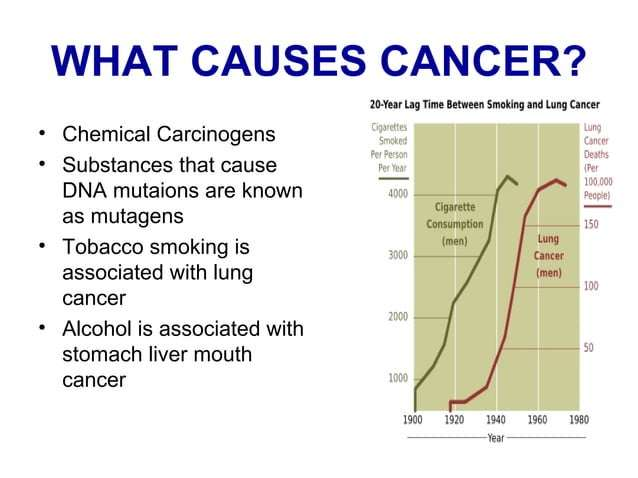 WHAT CAUSES CANCER?
• Chemical Carcinogens
• Substances that cause
DNA mutaions are known
as mutagens
• Tobacco smoking is
associated with lung
cancer
• Alcohol is associated with
stomach liver mouth
cancer
20-Year Lag Time Between Smoking and Lung Cancer
Cigarettes
Smoked
Per Person
Per Year
4000
3000
2000
1000
Cigarette
Consumption
(men)
Lung
Cancer
(men)
Lung
Cancer
Deaths
(Per
100,000
People)
150
100
50
1900 1920 1940 1960 1980
Year